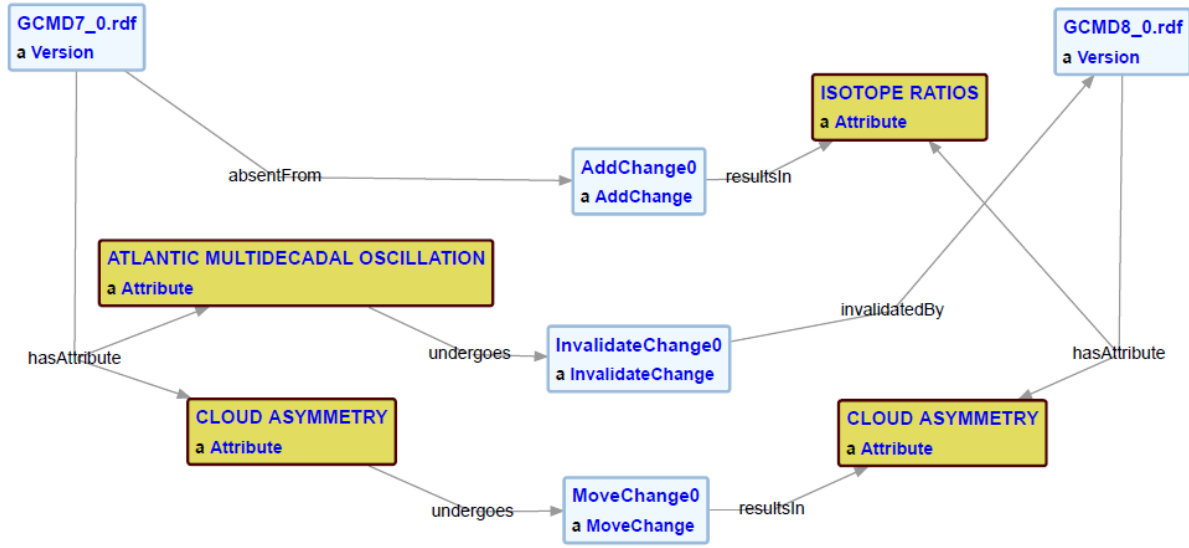 GCMD7_0.rdf
a Version
GCMD8_0.rdf
a Version
ISOTOPE RATIOS
a Attribute
absentFrom
AddChange0
a AddChange
resultsIn
ATLANTIC MULTIDECADAL OSCILLATION
a Attribute
invalidatedBy
hasAttribute
undergoes
InvalidateChange0
a InvalidateChange
hasAttribute
CLOUD ASYMMETRY
a Attribute
CLOUD ASYMMETRY
a Attribute
undergoes
MoveChange0
a MoveChange
resultsIn